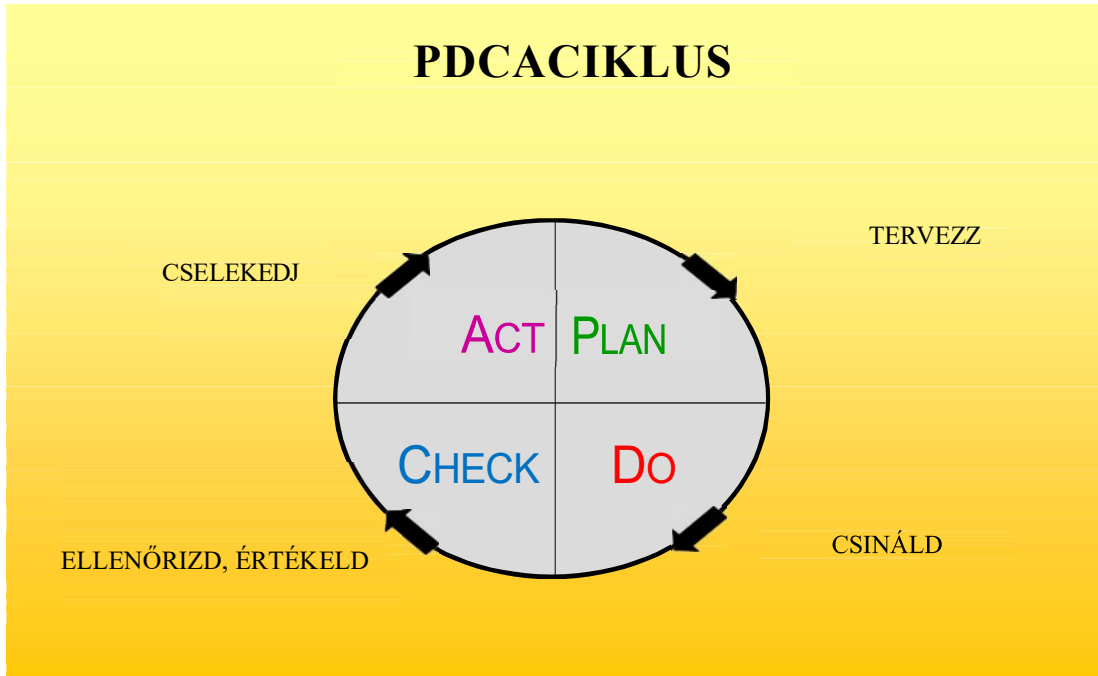 PDCACIKLUS
TERVEZZ
CSELEKEDJ
ACT PLAN
CHECK DO
CSINÁLD
ELLENŐRIZD, ÉRTÉKELD